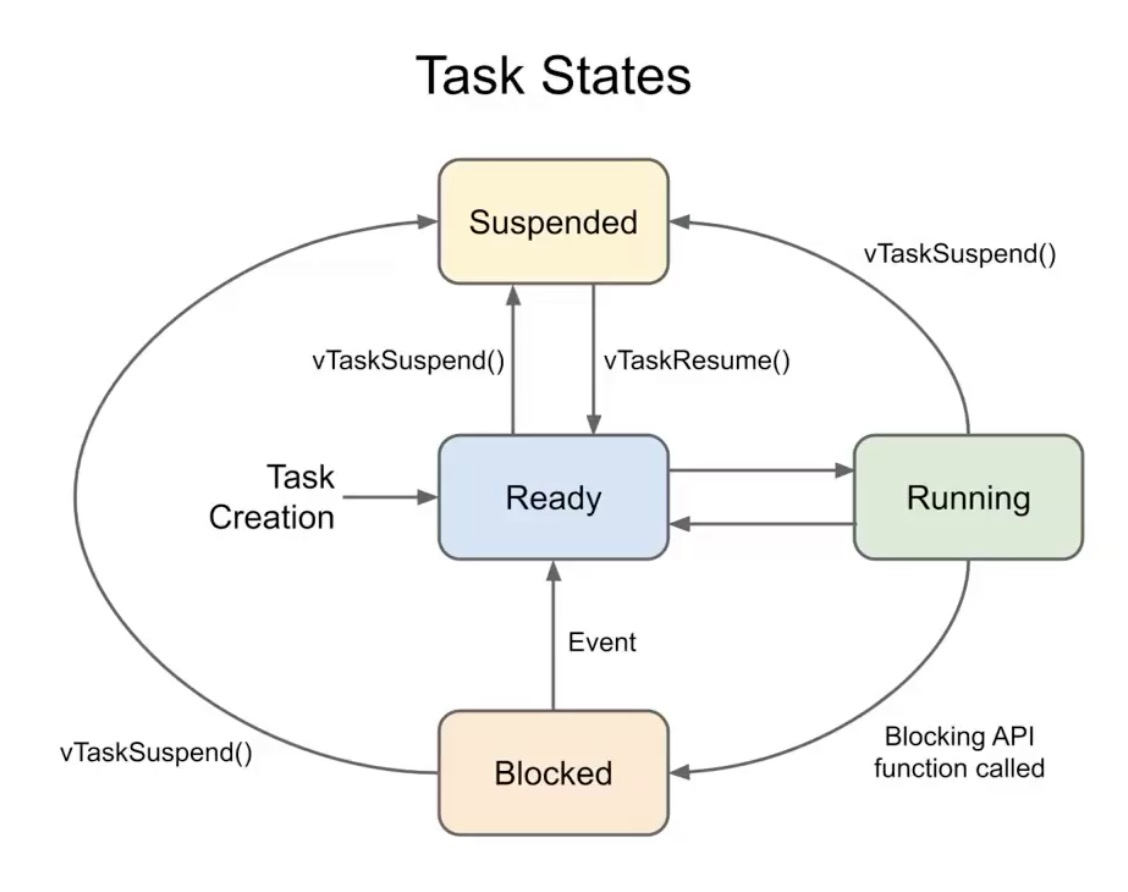 Task States
Suspended
vTaskSuspend()
vTaskSuspend()
vTaskResume()
Task
Creation
Ready
Running
Event
vTaskSuspend()
Blocked
Blocking API
function called